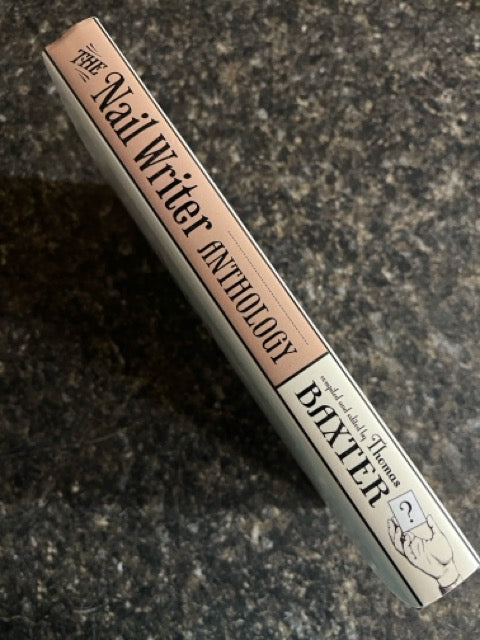 THE
Nail Writer
ANTHOLOGY
compiled and edited by Thomas
BAXTER
?